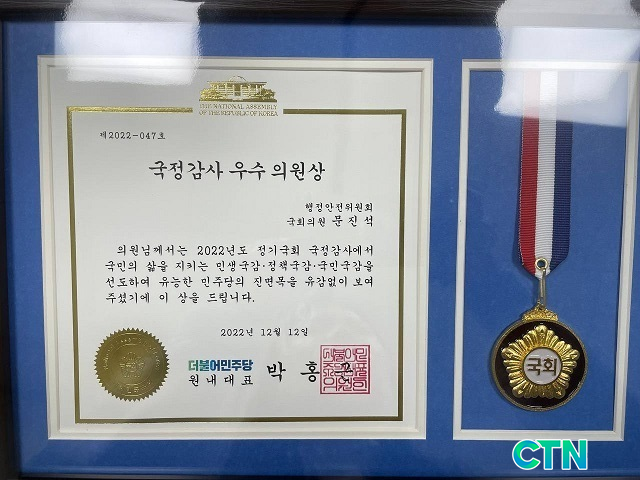 THE NATIONAL ASSEMBLY
OF THE REPUBLIC OF KOREA
제2022-047호
국정감사 우수 의원상
행정안전위원회
국회의원 문진석
의원님께서는 2022년도 정기국회 국정감사에서
국민의 삶을 지키는 민생국감·정책국감·국민국감을
선도하여 유능한 민주당의 진면목을 유감없이 보여
주셨기에 이 상을 드립니다.
2022년 12월 12일
더불어민주당
원내대표 박 홍
국회
CTN